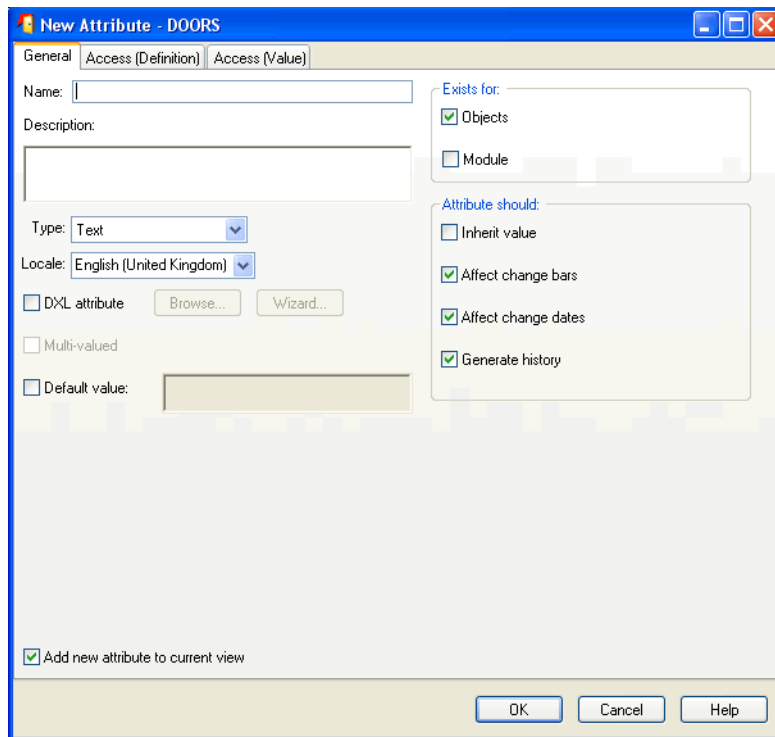 New Attribute - DOORS
General Access (Definition) Access (Value)
Name:
Description:
Type: Text
Locale: English (United Kingdom)
DXL attribute Browse... Wizard...
Multi-valued
Default value:
Exists for:
Objects
Module
Attribute should:
Inherit value
Affect change bars
Affect change dates
Generate history
Add new attribute to current view
OK Cancel Help